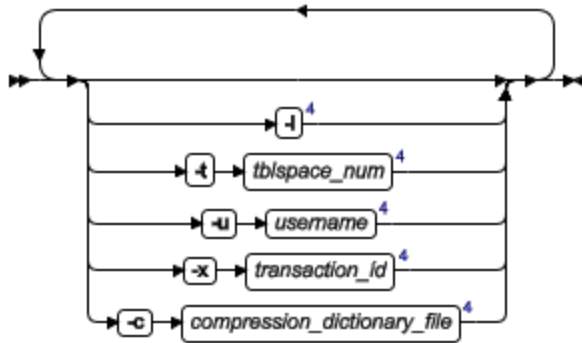 -l 4
-t tblspace_num 4
-u username 4
-x transaction_id 4
-c compression_dictionary_file 4